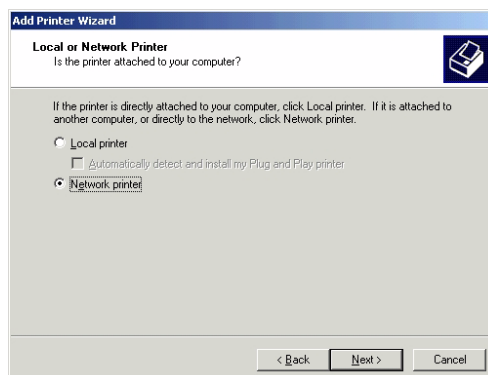 Add Printer Wizard
Local or Network Printer
Is the printer attached to your computer?
If the printer is directly attached to your computer, click Local printer. If it is attached to
another computer, or directly to the network, click Network printer.
Local printer
Automatically detect and install my Plug and Play printer
Network printer
< Back
Next >
Cancel